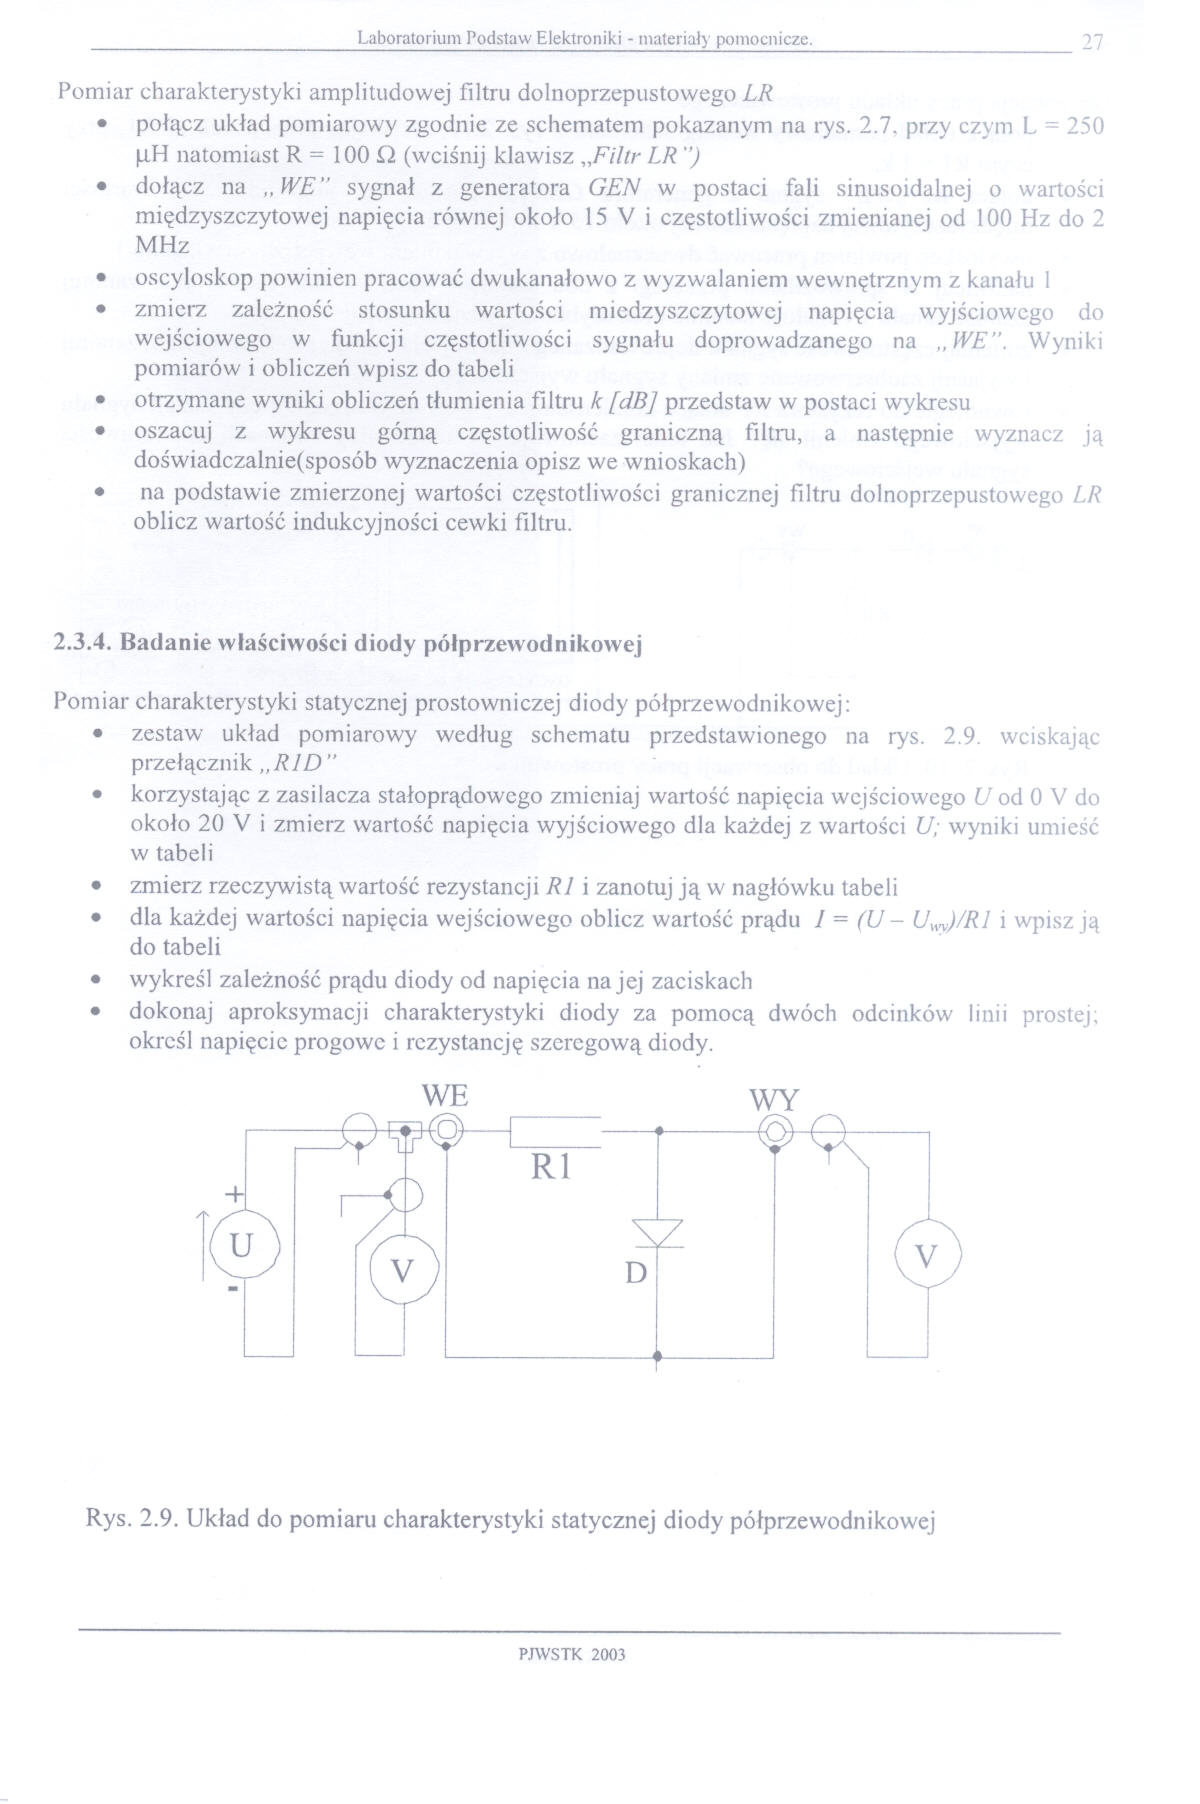 Laboratorium Podstaw Elektroniki - materiały pomocnicze. 27
Pomiar charakterystyki amplitudowej filtru dolnoprzepustowego LR
• połącz układ pomiarowy zgodnie ze schematem pokazanym na rys. 2.7, przy czym L = 250
µH natomiast R = 100 Ω (wciśnij klawisz „Filtr LR”)
• dołącz na „WE” sygnał z generatora GEN w postaci fali sinusoidalnej o wartości
międzyszczytowej napięcia równej około 15 V i częstotliwości zmienianej od 100 Hz do 2
MHz
• oscyloskop powinien pracować dwukanałowo z wyzwalaniem wewnętrznym z kanału 1
• zmierz zależność stosunku wartości miedzyszczytowej napięcia wyjściowego do
wejściowego w funkcji częstotliwości sygnału doprowadzanego na „WE”. Wyniki
pomiarów i obliczeń wpisz do tabeli
• otrzymane wyniki obliczeń tłumienia filtru k [dB] przedstaw w postaci wykresu
• oszacuj z wykresu górną częstotliwość graniczną filtru, a następnie wyznacz ją
doświadczalnie(sposób wyznaczenia opisz we wnioskach)
• na podstawie zmierzonej wartości częstotliwości granicznej filtru dolnoprzepustowego LR
oblicz wartość indukcyjności cewki filtru.
2.3.4. Badanie właściwości diody półprzewodnikowej
Pomiar charakterystyki statycznej prostowniczej diody półprzewodnikowej:
• zestaw układ pomiarowy według schematu przedstawionego na rys. 2.9. wciskając
przełącznik „R1D”
• korzystając z zasilacza stałoprądowego zmieniaj wartość napięcia wejściowego U od 0 V do
około 20 V i zmierz wartość napięcia wyjściowego dla każdej z wartości U; wyniki umieść
w tabeli
• zmierz rzeczywistą wartość rezystancji R1 i zanotuj ją w nagłówku tabeli
• dla każdej wartości napięcia wejściowego oblicz wartość prądu I = (U – Uwy)/R1 i wpisz ją
do tabeli
• wykreśl zależność prądu diody od napięcia na jej zaciskach
• dokonaj aproksymacji charakterystyki diody za pomocą dwóch odcinków linii prostej;
określ napięcie progowe i rezystancję szeregową diody.
WE WY
R1
+
U V D V
-
Rys. 2.9. Układ do pomiaru charakterystyki statycznej diody półprzewodnikowej
PJWSTK 2003